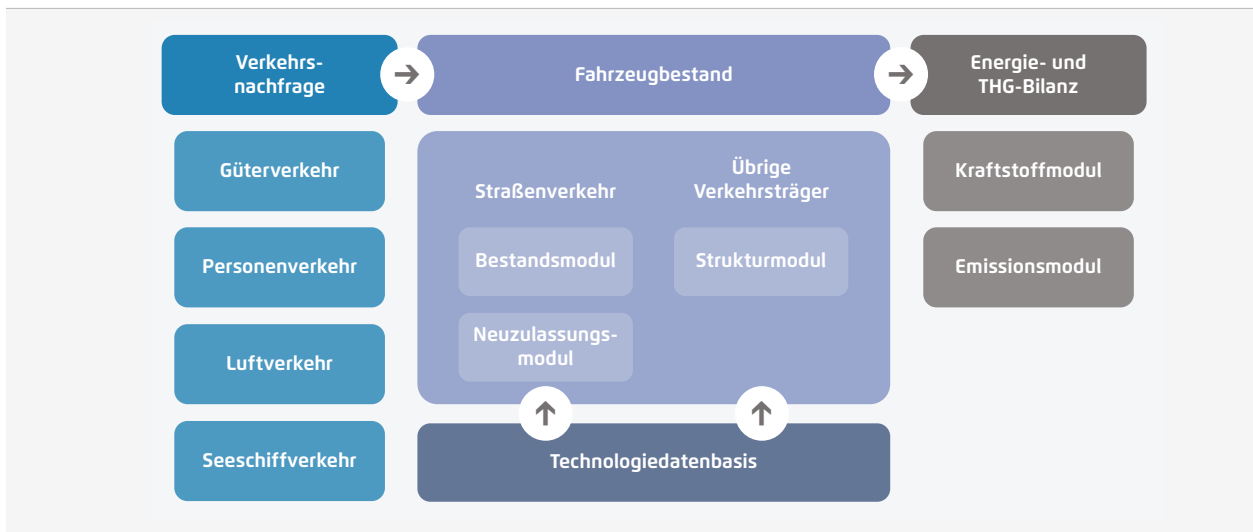 Verkehrs-
nachfrage
Fahrzeugbestand
Energie- und
THG-Bilanz
Güterverkehr
Personenverkehr
Luftverkehr
Seeschiffverkehr
Straßenverkehr
Bestandsmodul
Neuzulassungs-
modul
Übrige
Verkehrsträger
Strukturmodul
Technologiedatenbasis
Kraftstoffmodul
Emissionsmodul